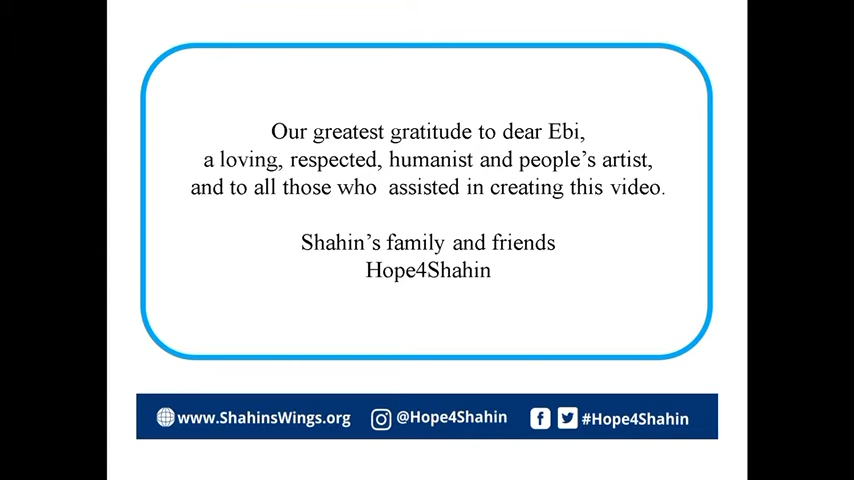 Our greatest gratitude to dear Ebi,
a loving, respected, humanist and people’s artist,
and to all those who assisted in creating this video.
Shahin’s family and friends
Hope4Shahin
www.ShahinsWings.org @Hope4Shahin #Hope4Shahin